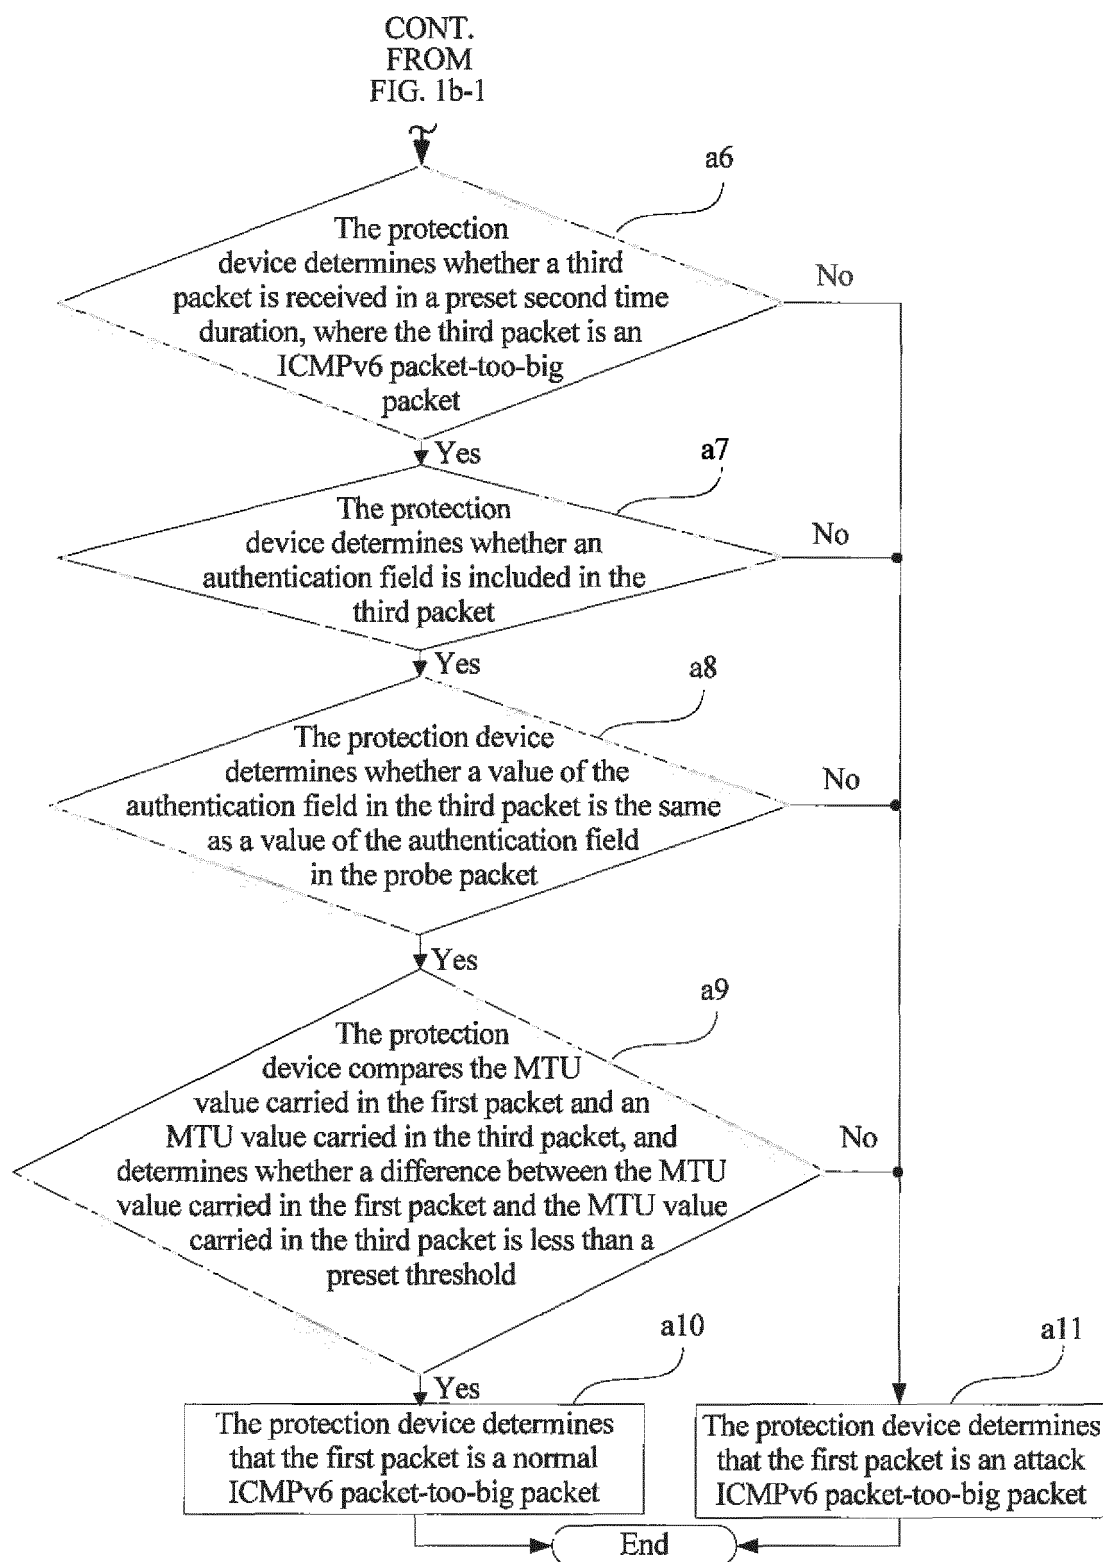 CONT.
FROM
FIG. 1b-1
a6
The protection
device determines whether a third
packet is received in a preset second time
duration, where the third packet is an
ICMPv6 packet-too-big
packet
No
Yes
a7
The protection
device determines whether an
authentication field is included in the
third packet
No
Yes
a8
The protection device
determines whether a value of the
authentication field in the third packet is the same
as a value of the authentication field
in the probe packet
No
Yes
a9
The protection
device compares the MTU
value carried in the first packet and an
MTU value carried in the third packet, and
determines whether a difference between the MTU
value carried in the first packet and the MTU value
carried in the third packet is less than a
preset threshold
No
Yes
a10
The protection device determines
that the first packet is a normal
ICMPv6 packet-too-big packet
a11
The protection device determines
that the first packet is an attack
ICMPv6 packet-too-big packet
End